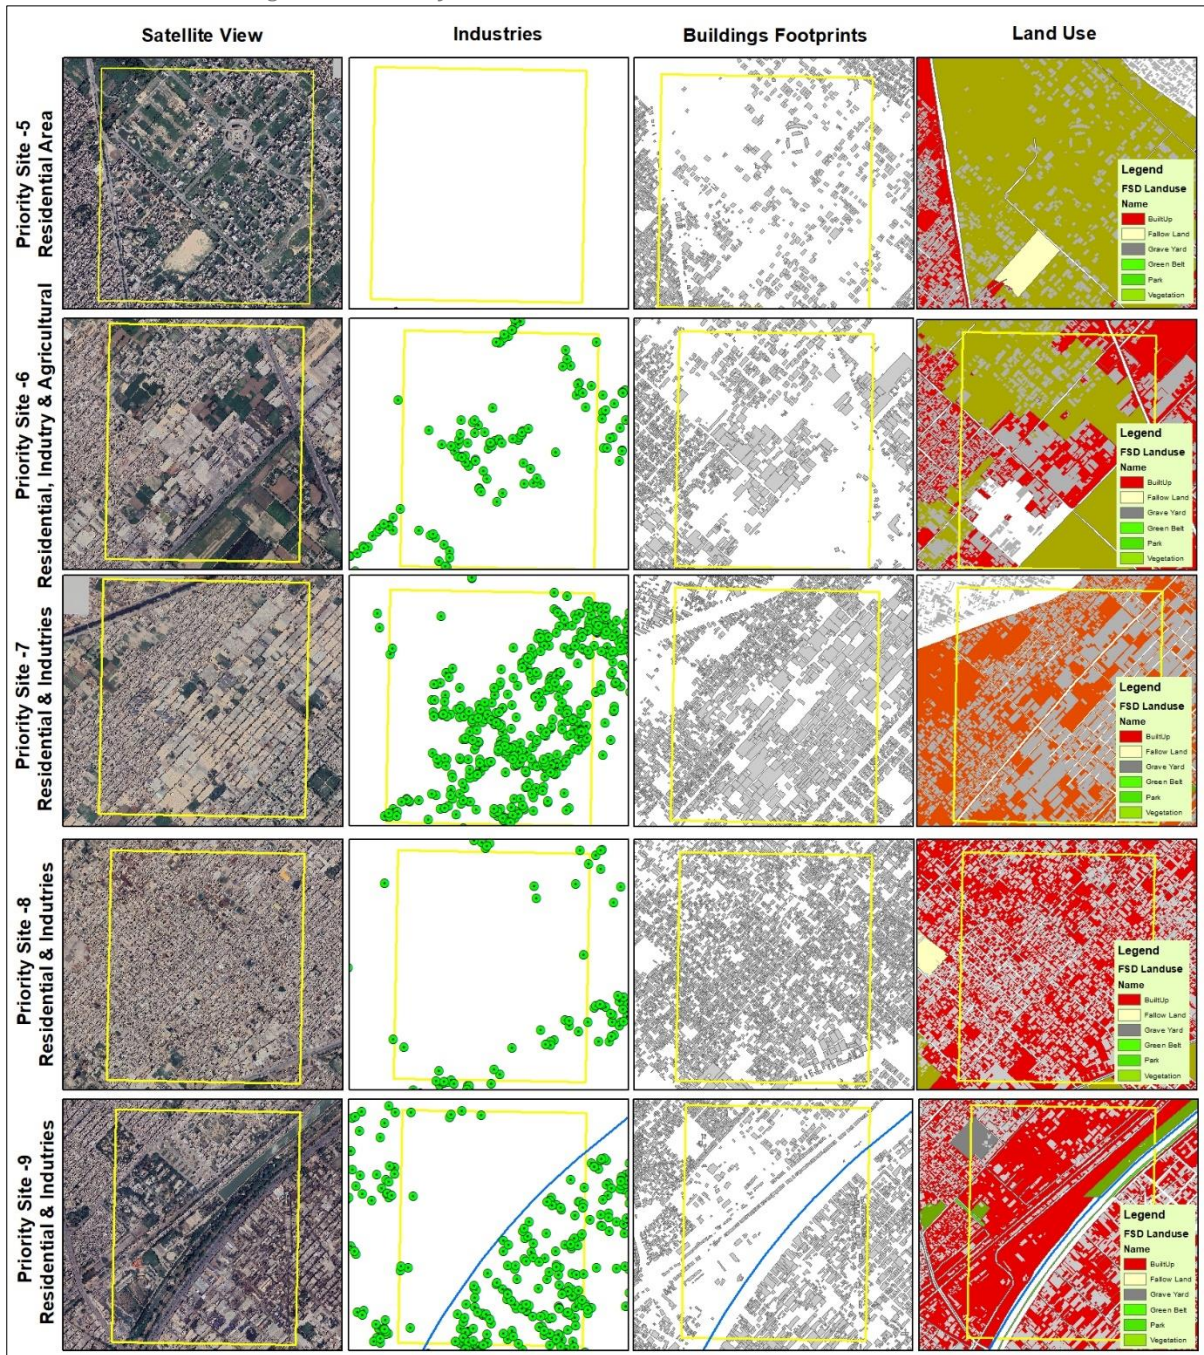 Satellite View
Industries
Buildings Footprints
Land Use
Priority Site -5
Residential Area
Legend
FSD Landuse
Name
BuiltUp
Fallow Land
Grave Yard
Green Belt
Park
Vegetation
Priority Site -6
Residential, Indutry & Agricultural
Legend
FSD Landuse
Name
BuiltUp
Fallow Land
Grave Yard
Green Belt
Park
Vegetation
Priority Site -7
Residential & Indutries
Legend
FSD Landuse
Name
BuiltUp
Fallow Land
Grave Yard
Green Belt
Park
Vegetation
Priority Site -8
Residential & Indutries
Legend
FSD Landuse
Name
BuiltUp
Fallow Land
Grave Yard
Green Belt
Park
Vegetation
Priority Site -9
Residential & Indutries
Legend
FSD Landuse
Name
BuiltUp
Fallow Land
Grave Yard
Green Belt
Park
Vegetation